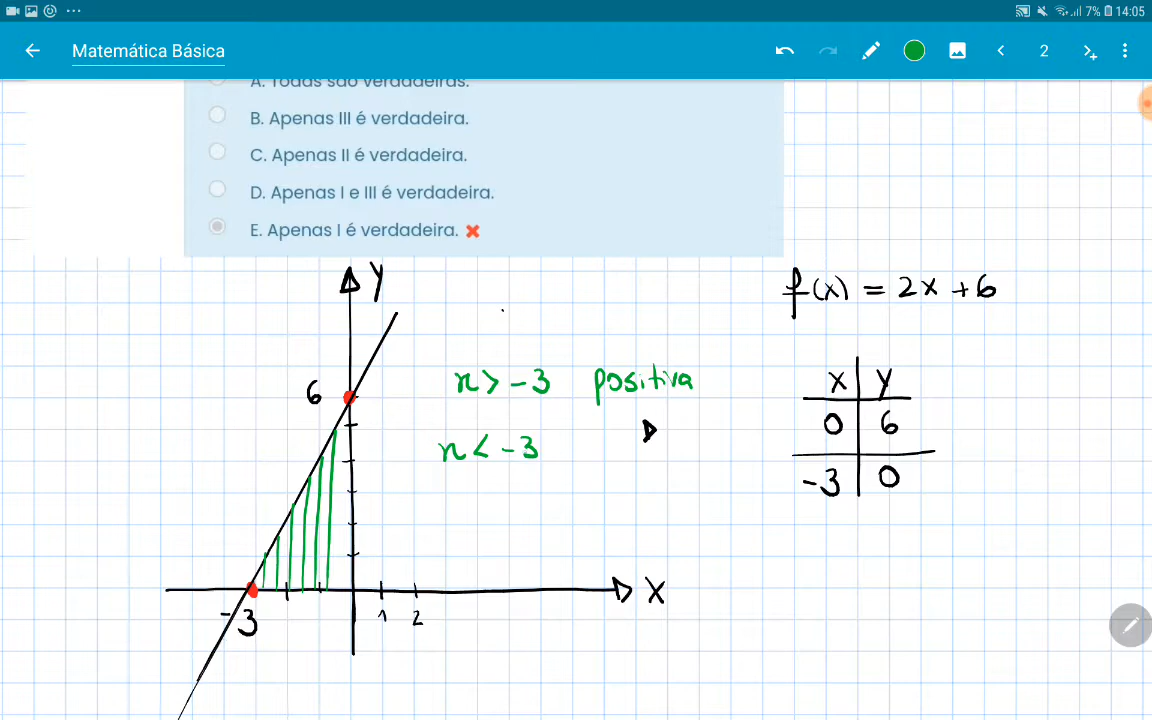 7% 14:05
Matemática Básica
2
A. Todas são verdadeiras.
B. Apenas III é verdadeira.
C. Apenas II é verdadeira.
D. Apenas I e III é verdadeira.
E. Apenas I é verdadeira.
Y
f(x) = 2x + 6
6
x > -3 positiva
x < -3
X Y
0 6
-3 0
X
-3
1 2